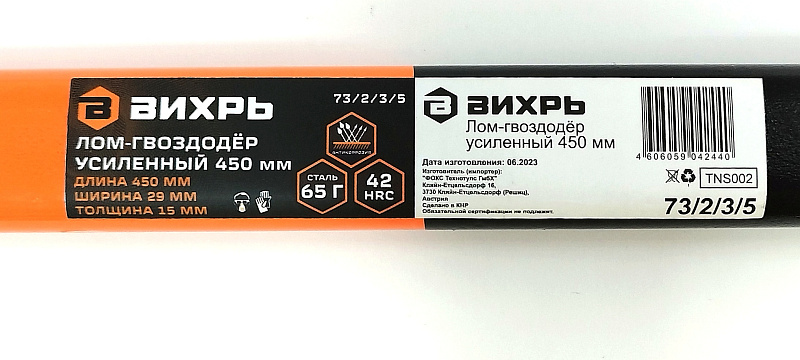 ВИХРЬ
73/2/3/5
ЛОМ-ГВОЗДОДЁР
УСИЛЕННЫЙ 450 мм
ДЛИНА 450 ММ
ШИРИНА 29 ММ
ТОЛЩИНА 15 ММ
АНТИКОРРОЗИЯ
СТАЛЬ
65 Г
42
HRC
ВИХРЬ
Лом-гвоздодёр
усиленный 450 мм
Дата изготовления: 06.2023
Изготовитель (импортер):
"ФОКС Технотулс ГмбХ"
Кляйн-Етцельсдорф 16,
3730 Кляйн-Етцельсдорф (Решиц),
Австрия
Сделано в КНР
Обязательной сертификации не подлежит.
4 606059 042440
TNS002
73/2/3/5